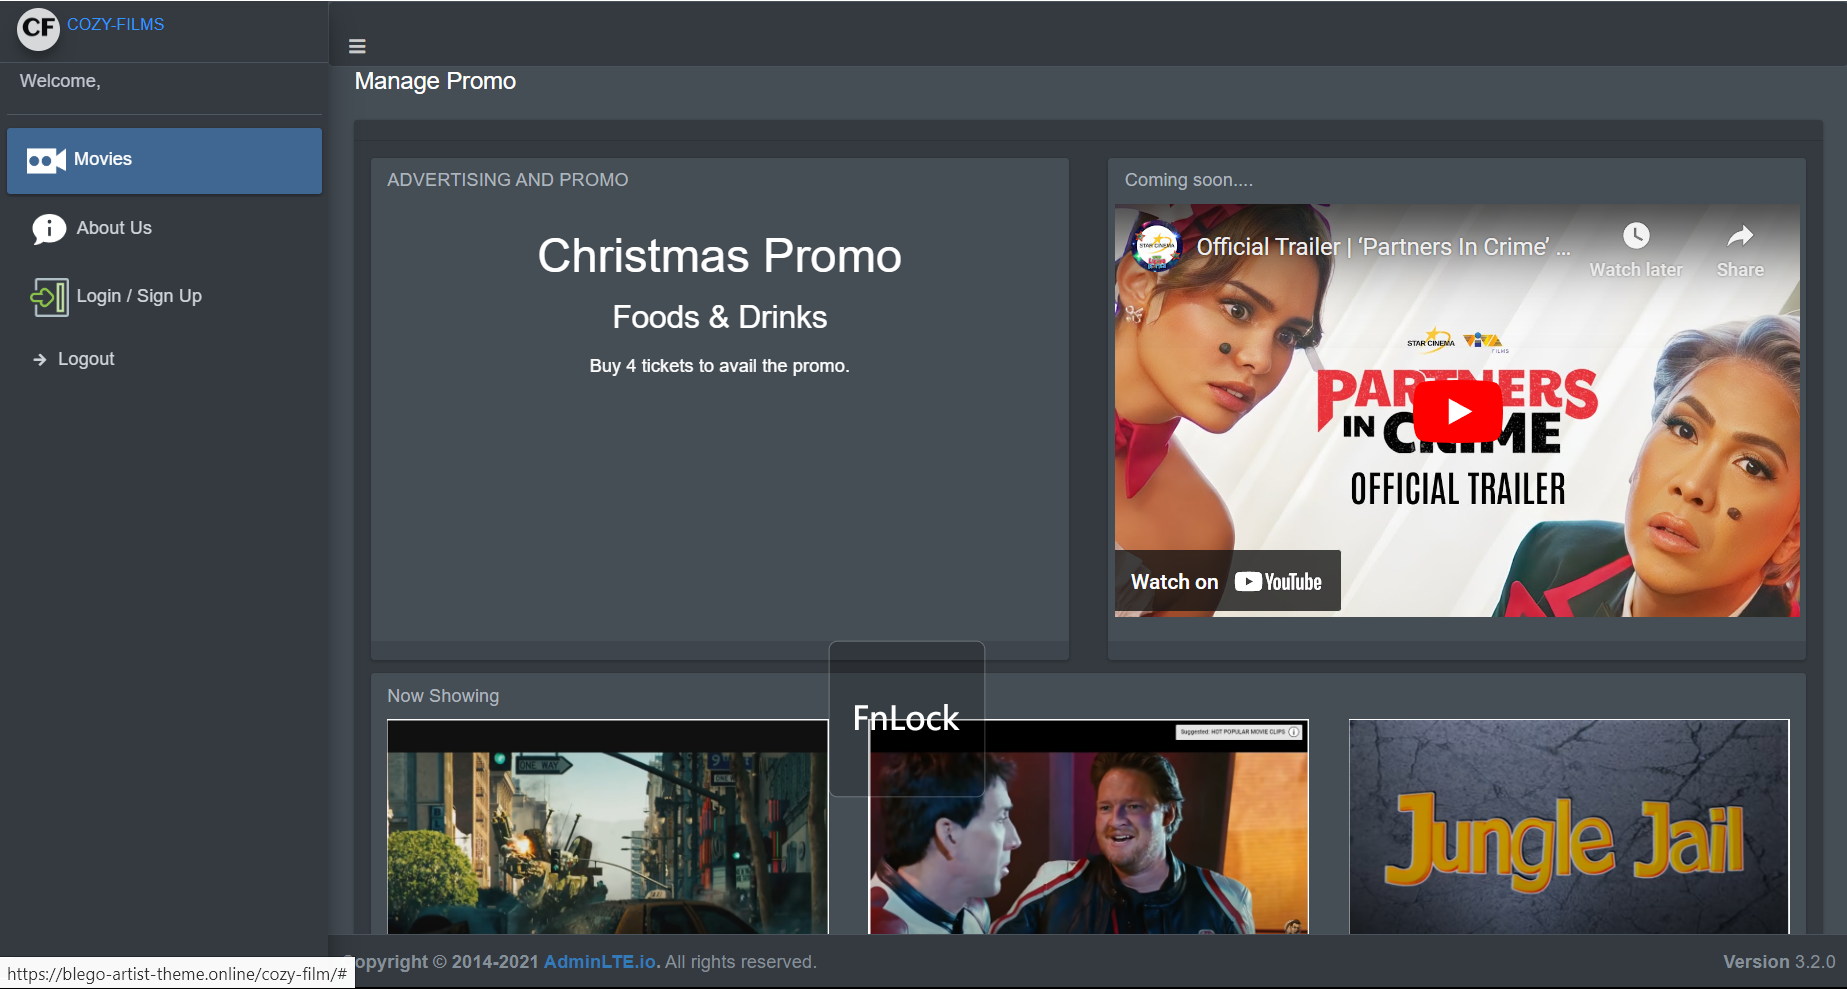 CF COZY-FILMS
Welcome,
Movies
About Us
Login / Sign Up
Logout
Manage Promo
ADVERTISING AND PROMO
Christmas Promo
Foods & Drinks
Buy 4 tickets to avail the promo.
Coming soon....
STAR CINEMA
Official Trailer | ‘Partners In Crime’ ...
Watch later
Share
STAR CINEMA VIVA FILMS
PARTNERS
IN CRIME
OFFICIAL TRAILER
Watch on YouTube
Now Showing
FnLock
ONE WAY
Suggested: HOT POPULAR MOVIE CLIPS
Jungle Jail
opyright © 2014-2021 AdminLTE.io. All rights reserved.
Version 3.2.0
https://blego-artist-theme.online/cozy-film/#